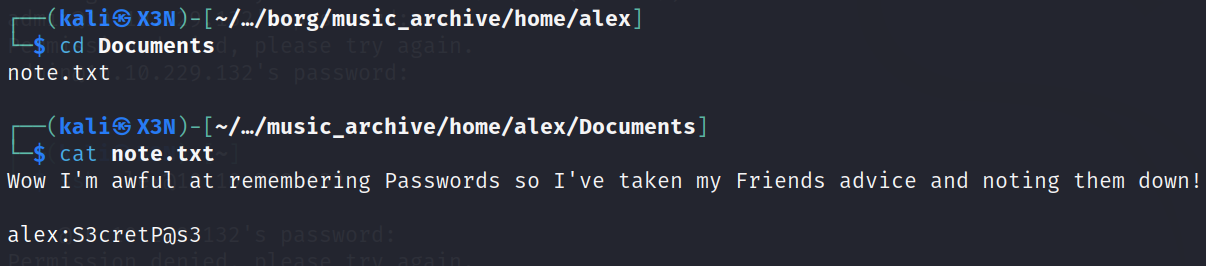 ┌──(kali㉿X3N)-[~/…/borg/music_archive/home/alex]
└─$ cd Documents
note.txt
┌──(kali㉿X3N)-[~/…/music_archive/home/alex/Documents]
└─$ cat note.txt
Wow I'm awful at remembering Passwords so I've taken my Friends advice and noting them down!
alex:S3cretP@s3